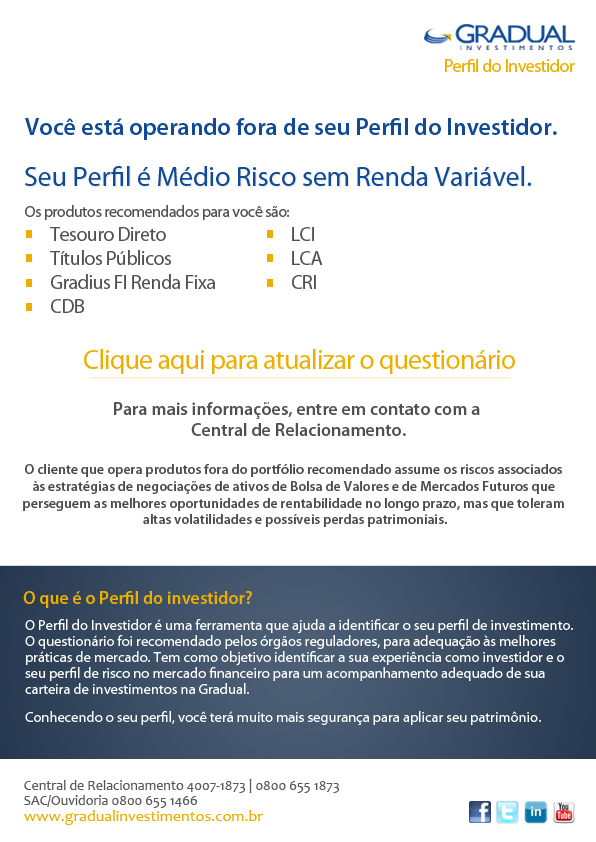 GRADUAL
INVESTIMENTOS
Perfil do Investidor
Você está operando fora de seu Perfil do Investidor.
Seu Perfil é Médio Risco sem Renda Variável.
Os produtos recomendados para você são:
Tesouro Direto
Títulos Públicos
Gradius FI Renda Fixa
CDB
LCI
LCA
CRI
Clique aqui para atualizar o questionário
Para mais informações, entre em contato com a
Central de Relacionamento.
O cliente que opera produtos fora do portfólio recomendado assume os riscos associados
às estratégias de negociações de ativos de Bolsa de Valores e de Mercados Futuros que
perseguem as melhores oportunidades de rentabilidade no longo prazo, mas que toleram
altas volatilidades e possíveis perdas patrimoniais.
O que é o Perfil do investidor?
O Perfil do Investidor é uma ferramenta que ajuda a identificar o seu perfil de investimento.
O questionário foi recomendado pelos órgãos reguladores, para adequação às melhores
práticas de mercado. Tem como objetivo identificar a sua experiência como investidor e o
seu perfil de risco no mercado financeiro para um acompanhamento adequado de sua
carteira de investimentos na Gradual.
Conhecendo o seu perfil, você terá muito mais segurança para aplicar seu patrimônio.
Central de Relacionamento 4007-1873 | 0800 655 1873
SAC/Ouvidoria 0800 655 1466
www.gradualinvestimentos.com.br
f t in You Tube